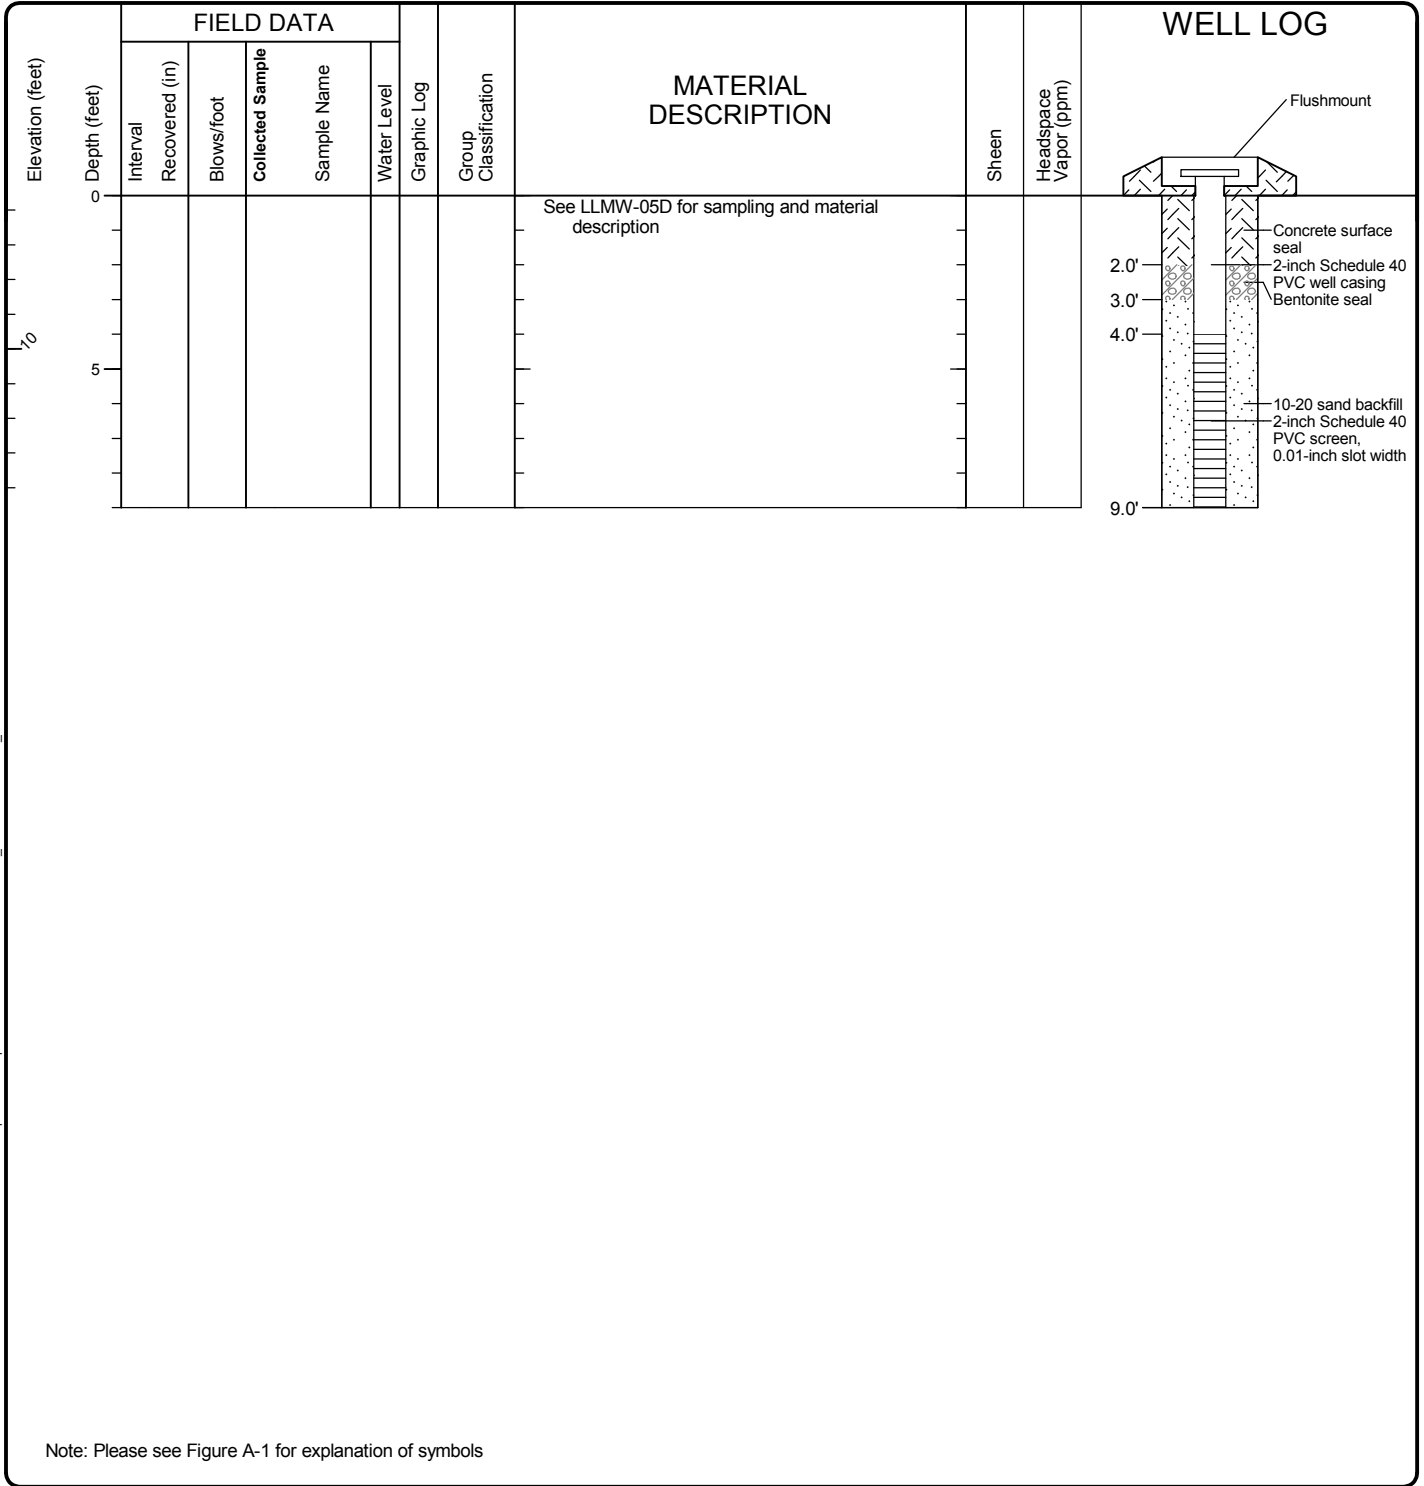 FIELD DATA
WELL LOG
Elevation (feet)
Depth (feet)
Interval
Recovered (in)
Blows/foot
Collected Sample
Sample Name
Water Level
Graphic Log
Group
Classification
MATERIAL
DESCRIPTION
Sheen
Headspace
Vapor (ppm)
Flushmount
0
See LLMW-05D for sampling and material
description
Concrete surface
seal
2.0'
2-inch Schedule 40
PVC well casing
3.0'
Bentonite seal
4.0'
10
5
10-20 sand backfill
2-inch Schedule 40
PVC screen,
0.01-inch slot width
9.0'
Note: Please see Figure A-1 for explanation of symbols